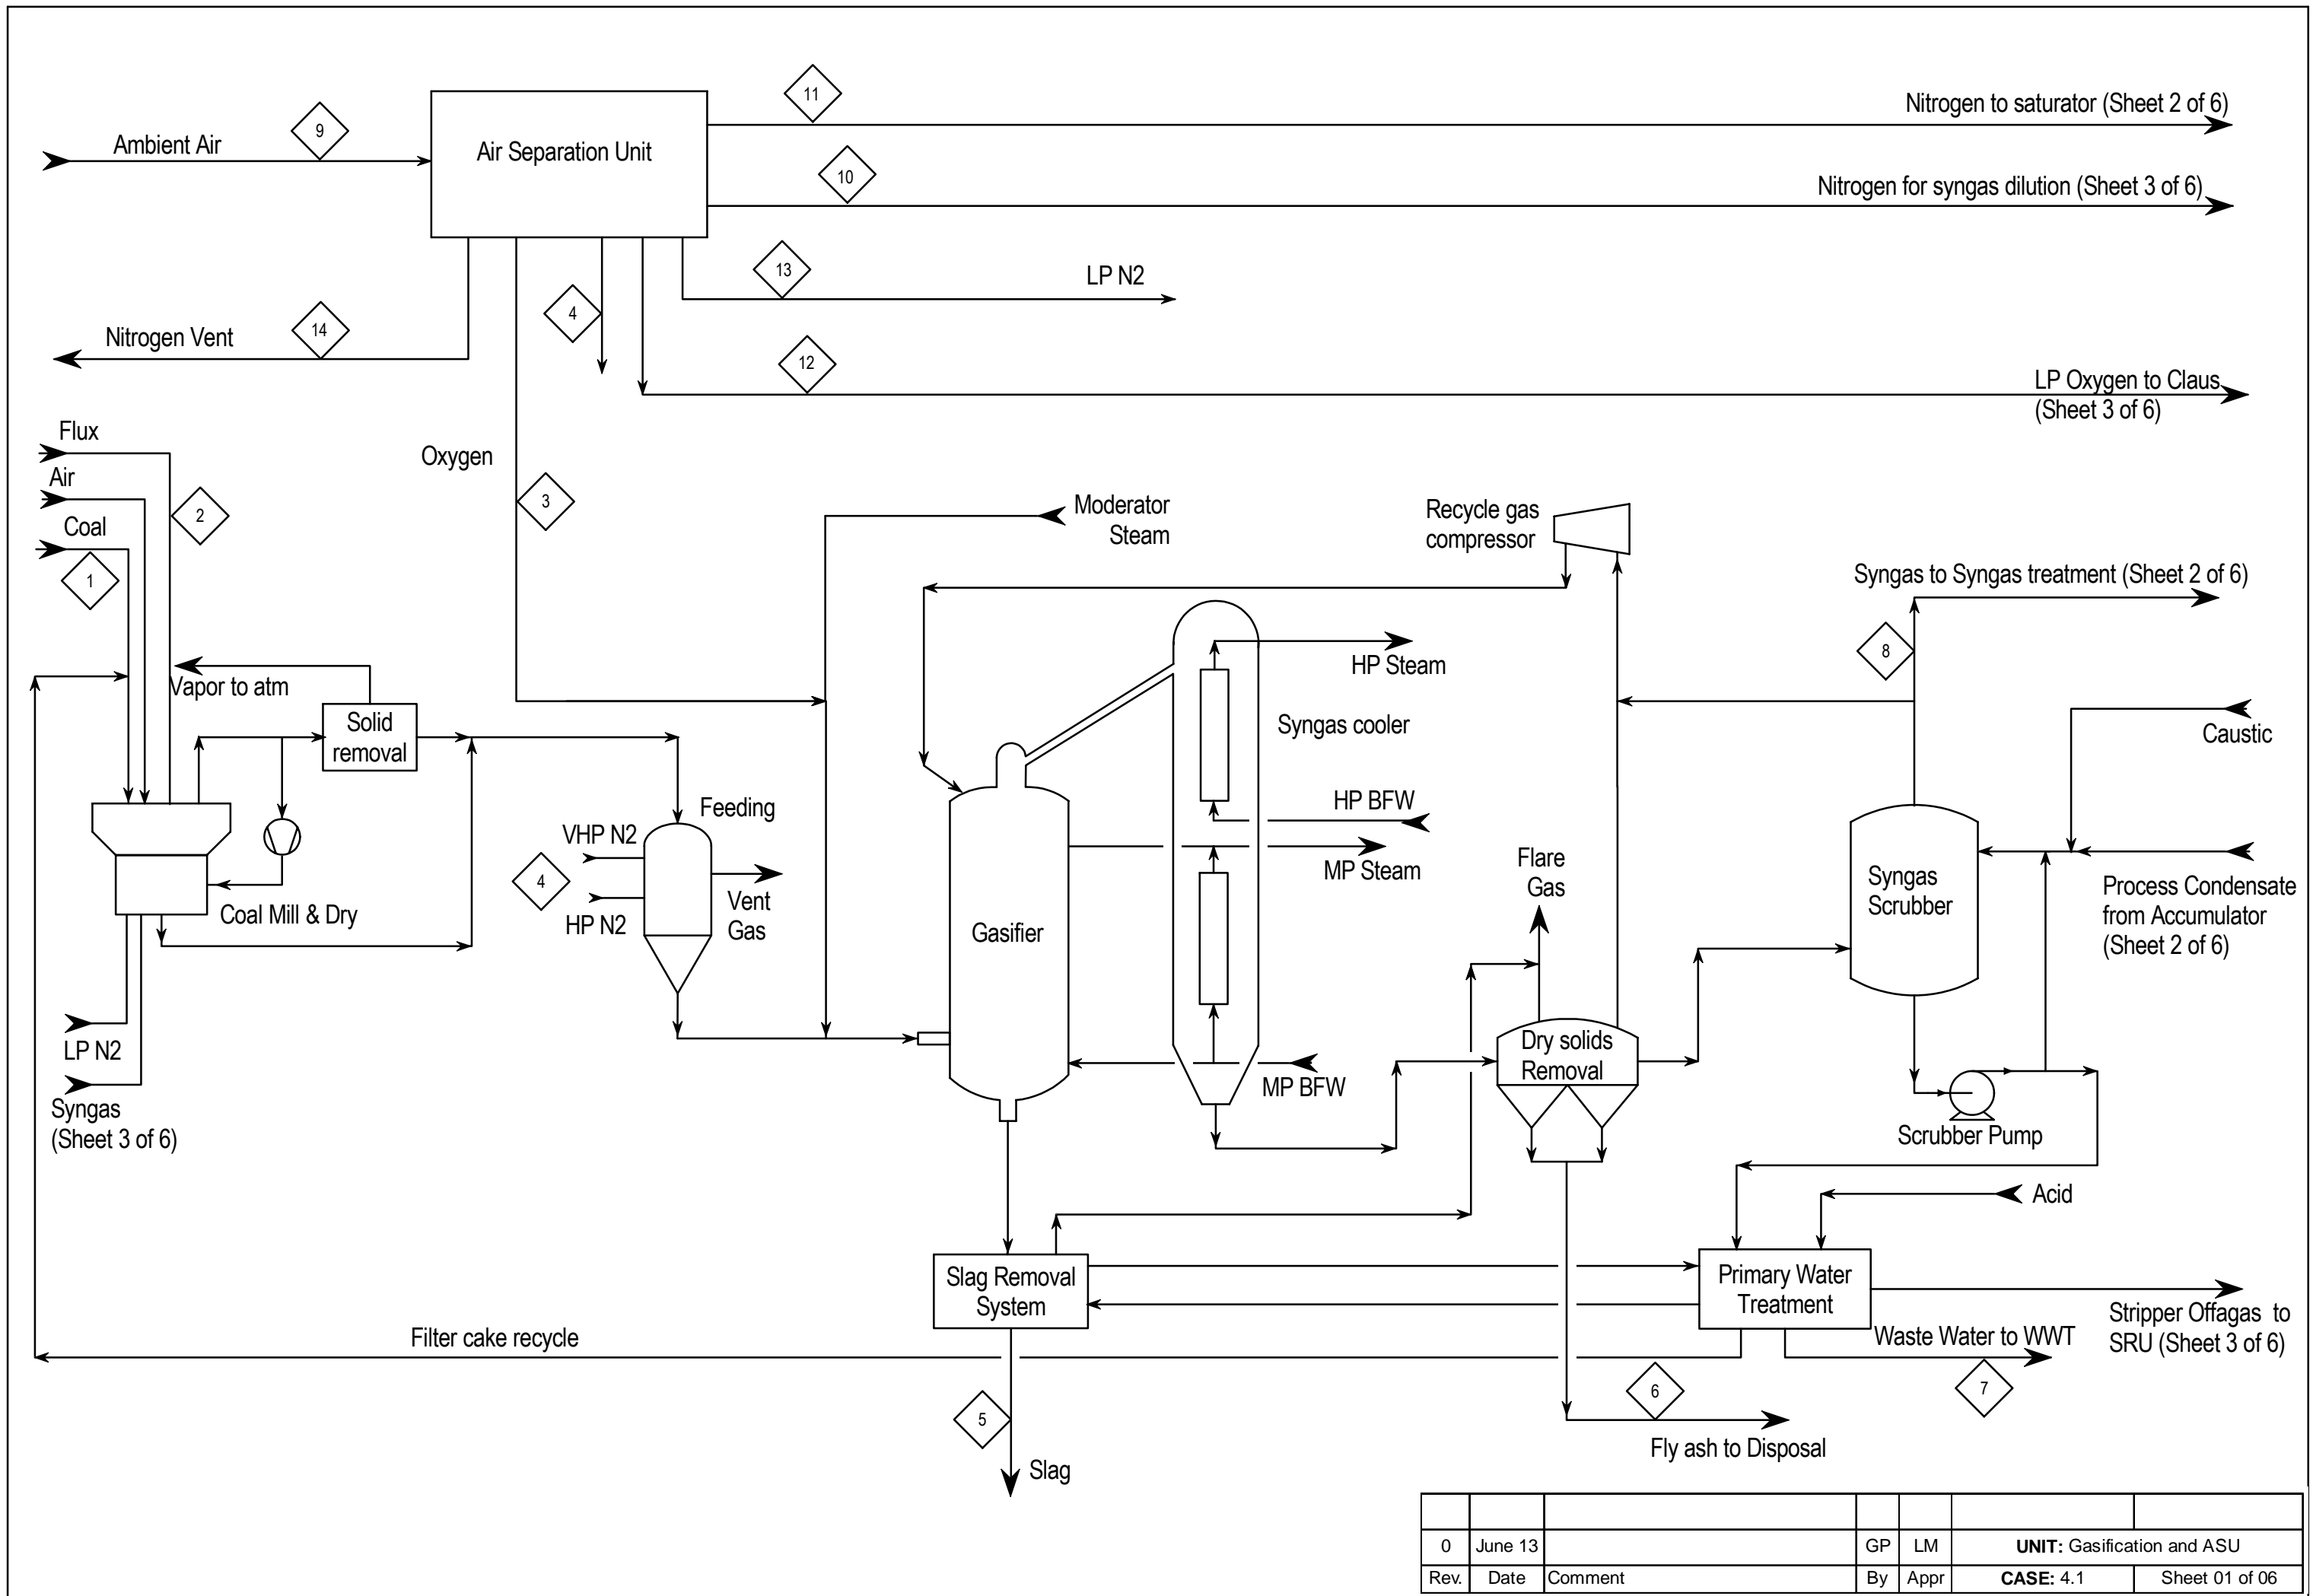 11
Nitrogen to saturator (Sheet 2 of 6)
9
Ambient Air
Air Separation Unit
10
Nitrogen for syngas dilution (Sheet 3 of 6)
13
LP N2
4
14
Nitrogen Vent
12
LP Oxygen to Claus
(Sheet 3 of 6)
Flux
Air
Coal
1
2
Oxygen
3
Moderator
Steam
Recycle gas
compressor
Syngas to Syngas treatment (Sheet 2 of 6)
8
HP Steam
Vapor to atm
Solid
removal
Syngas cooler
Caustic
Feeding
HP BFW
VHP N2
4
HP N2
Vent
Gas
MP Steam
Flare
Gas
Syngas
Scrubber
Process Condensate
from Accumulator
(Sheet 2 of 6)
Coal Mill & Dry
Gasifier
LP N2
Syngas
(Sheet 3 of 6)
MP BFW
Dry solids
Removal
Scrubber Pump
Acid
Slag Removal
System
Primary Water
Treatment
Stripper Offagas to
SRU (Sheet 3 of 6)
Filter cake recycle
Waste Water to WWT
7
6
5
Fly ash to Disposal
Slag
0 June 13 GP LM UNIT: Gasification and ASU
Rev. Date Comment By Appr CASE: 4.1 Sheet 01 of 06